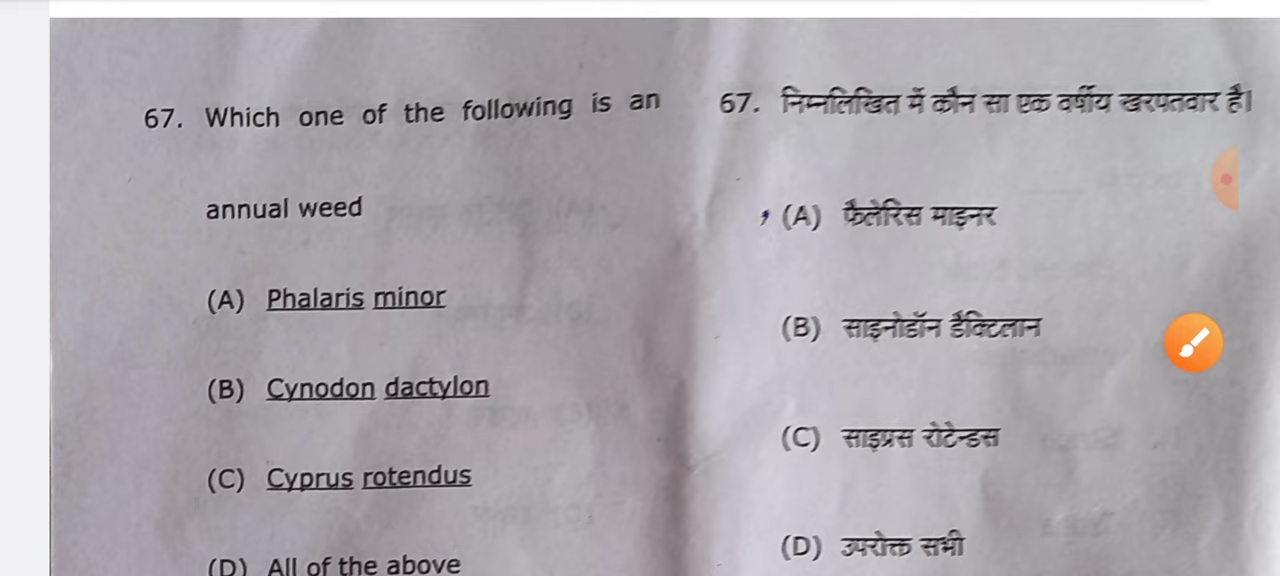 67. Which one of the following is an
annual weed
(A) Phalaris minor
(B) Cynodon dactylon
(C) Cyprus rotendus
(D) All of the above
67. निम्नलिखित में कौन सा एक वर्षीय खरपतवार है।
(A) फैलेरिस माइनर
(B) साइनोडॉन डैक्टिलान
(C) साइप्रस रोटेन्डस
(D) उपरोक्त सभी